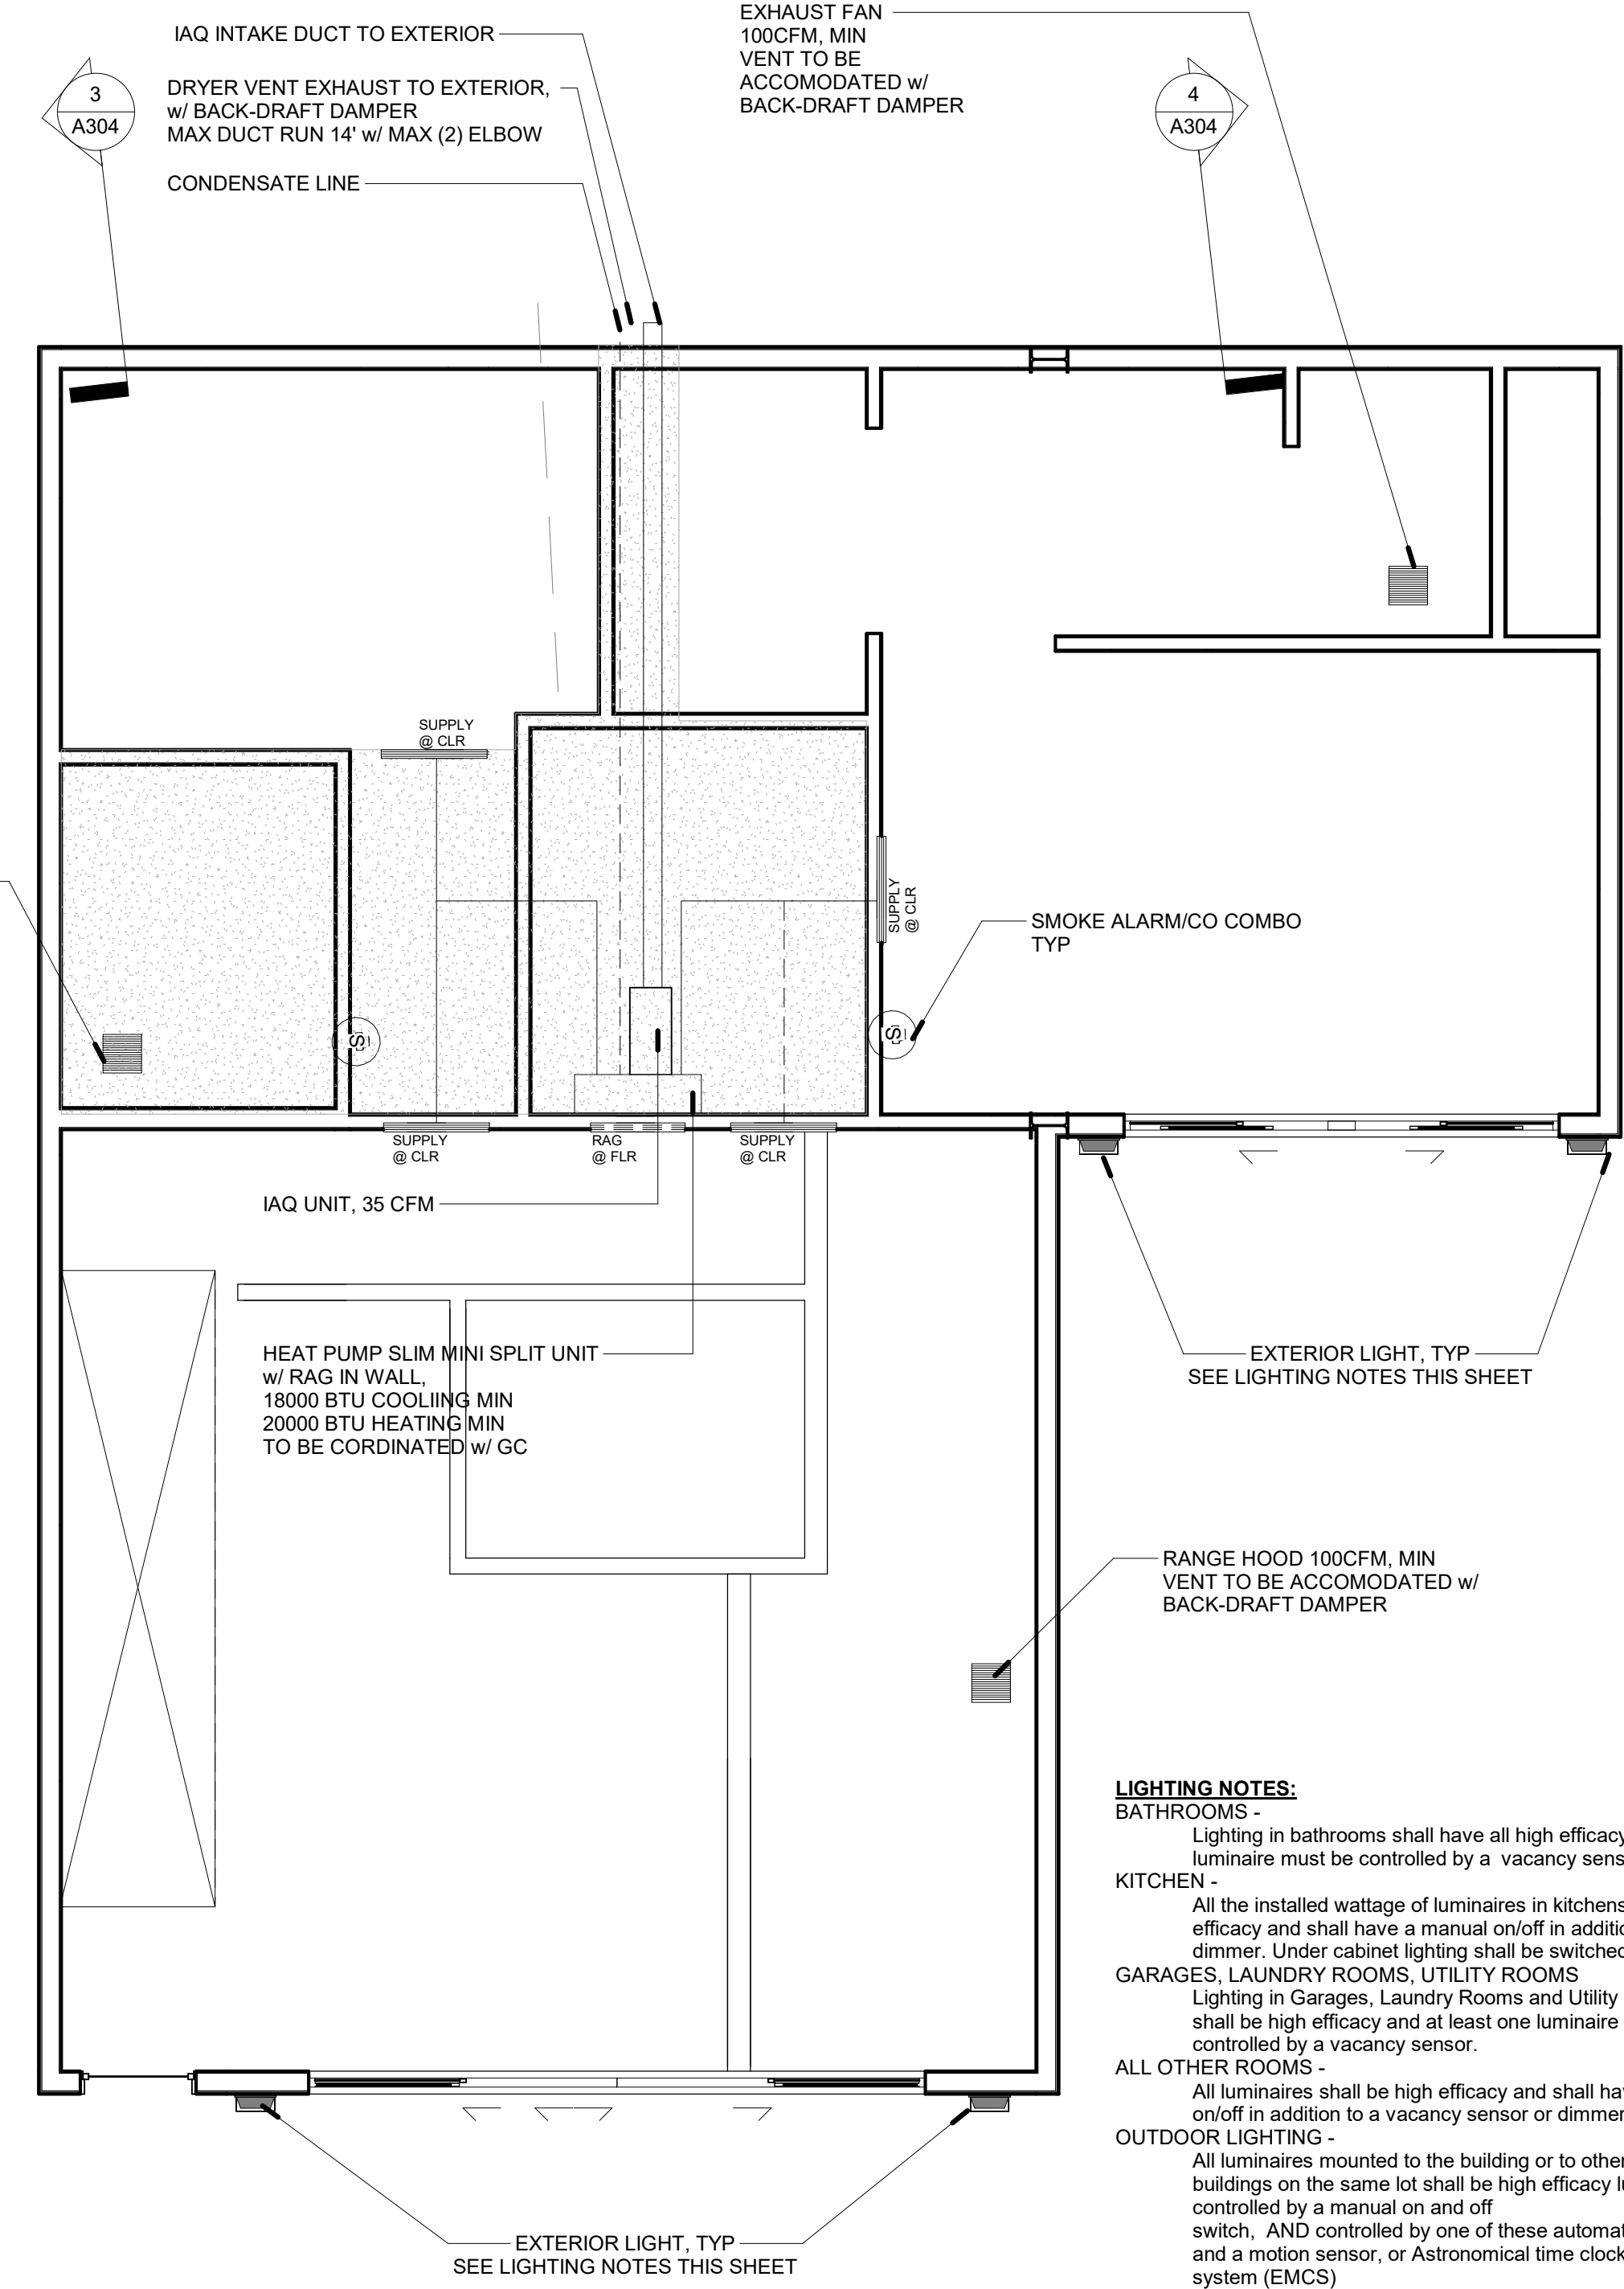 IAQ INTAKE DUCT TO EXTERIOR
EXHAUST FAN
100CFM, MIN
VENT TO BE
ACCOMODATED w/
BACK-DRAFT DAMPER
3
A304
DRYER VENT EXHAUST TO EXTERIOR,
w/ BACK-DRAFT DAMPER
MAX DUCT RUN 14' w/ MAX (2) ELBOW
4
A304
CONDENSATE LINE
SUPPLY
@ CLR
SUPPLY
@ CLR
SMOKE ALARM/CO COMBO
TYP
S
S
SUPPLY
@ CLR
RAG
@ FLR
SUPPLY
@ CLR
IAQ UNIT, 35 CFM
HEAT PUMP SLIM MINI SPLIT UNIT
w/ RAG IN WALL,
18000 BTU COOLIING MIN
20000 BTU HEATING MIN
TO BE CORDINATED w/ GC
EXTERIOR LIGHT, TYP
SEE LIGHTING NOTES THIS SHEET
RANGE HOOD 100CFM, MIN
VENT TO BE ACCOMODATED w/
BACK-DRAFT DAMPER
LIGHTING NOTES:
BATHROOMS -
Lighting in bathrooms shall have all high efficacy
luminaire must be controlled by a vacancy sens
KITCHEN -
All the installed wattage of luminaires in kitchens
efficacy and shall have a manual on/off in additio
dimmer. Under cabinet lighting shall be switched
GARAGES, LAUNDRY ROOMS, UTILITY ROOMS
Lighting in Garages, Laundry Rooms and Utility
shall be high efficacy and at least one luminaire
controlled by a vacancy sensor.
ALL OTHER ROOMS -
All luminaires shall be high efficacy and shall ha
on/off in addition to a vacancy sensor or dimmer
OUTDOOR LIGHTING -
All luminaires mounted to the building or to other
buildings on the same lot shall be high efficacy l
controlled by a manual on and off
switch, AND controlled by one of these automat
and a motion sensor, or Astronomical time clock
system (EMCS)
EXTERIOR LIGHT, TYP
SEE LIGHTING NOTES THIS SHEET